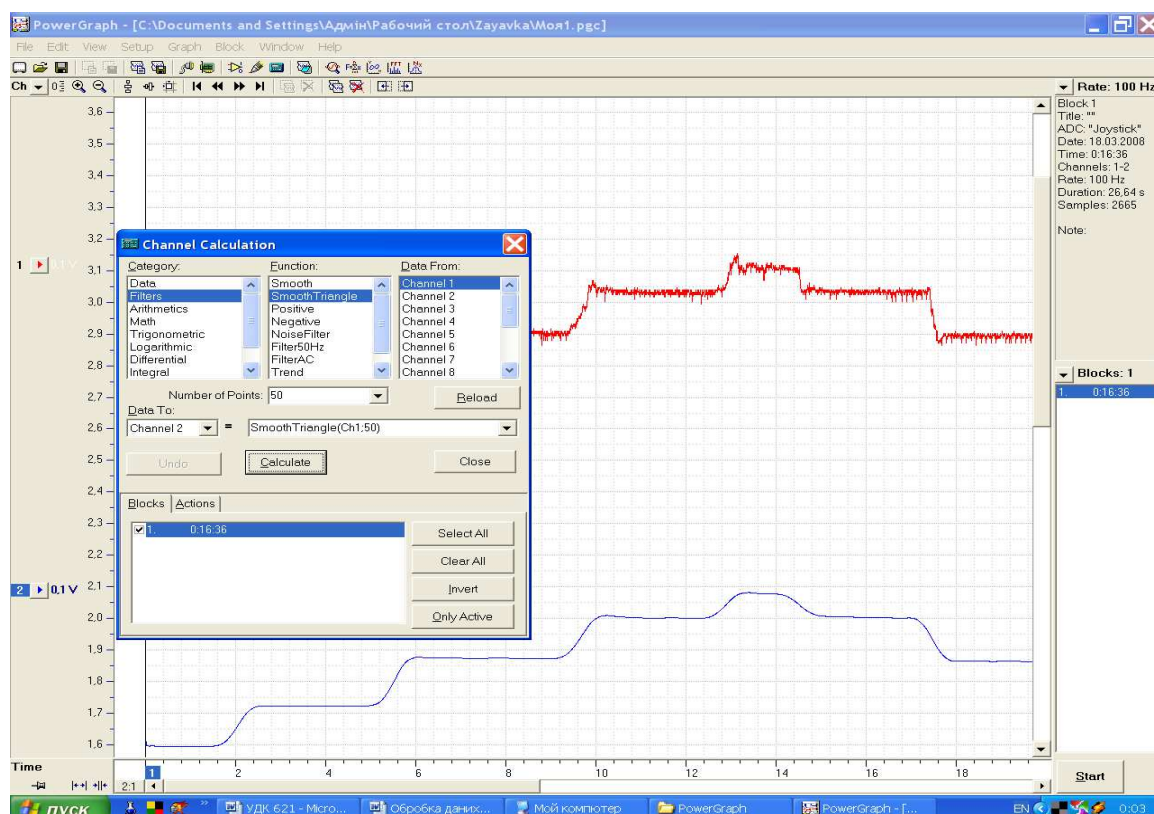 PowerGraph - [C:\Documents and Settings\Адмін\Рабочий стол\Zayavka\Моя1.pgc]
File Edit View Setup Graph Block Window Help
Ch
Rate: 100 Hz
Block 1
Title: ""
ADC: "Joystick"
Date: 18.03.2008
Time: 0:16:36
Channels: 1-2
Rate: 100 Hz
Duration: 26,64 s
Samples: 2665
Note:
Blocks: 1
1. 0:16:36
Start
3,6
3,5
3,4
3,3
3,2
3,1
3,0
2,9
2,8
2,7
2,6
2,5
2,4
2,3
2,2
2,1
2,0
1,9
1,8
1,7
1,6
1 0,1 V
2 0,1 V
Channel Calculation
Category: Function: Data From:
Data Smooth Channel 1
Filters SmoothTriangle Channel 2
Arithmetics Positive Channel 3
Math Negative Channel 4
Trigonometric NoiseFilter Channel 5
Logarithmic Filter50Hz Channel 6
Differential FilterAC Channel 7
Integral Trend Channel 8
Number of Points: 50 Reload
Data To:
Channel 2 = SmoothTriangle(Ch1;50)
Undo Calculate Close
Blocks Actions
1. 0:16:36
Select All
Clear All
Invert
Only Active
Time
1 2 4 6 8 10 12 14 16 18
2:1
пуск УДК 621 - Micro... Обробка даних... Мой компютер PowerGraph PowerGraph - [... EN 0:03